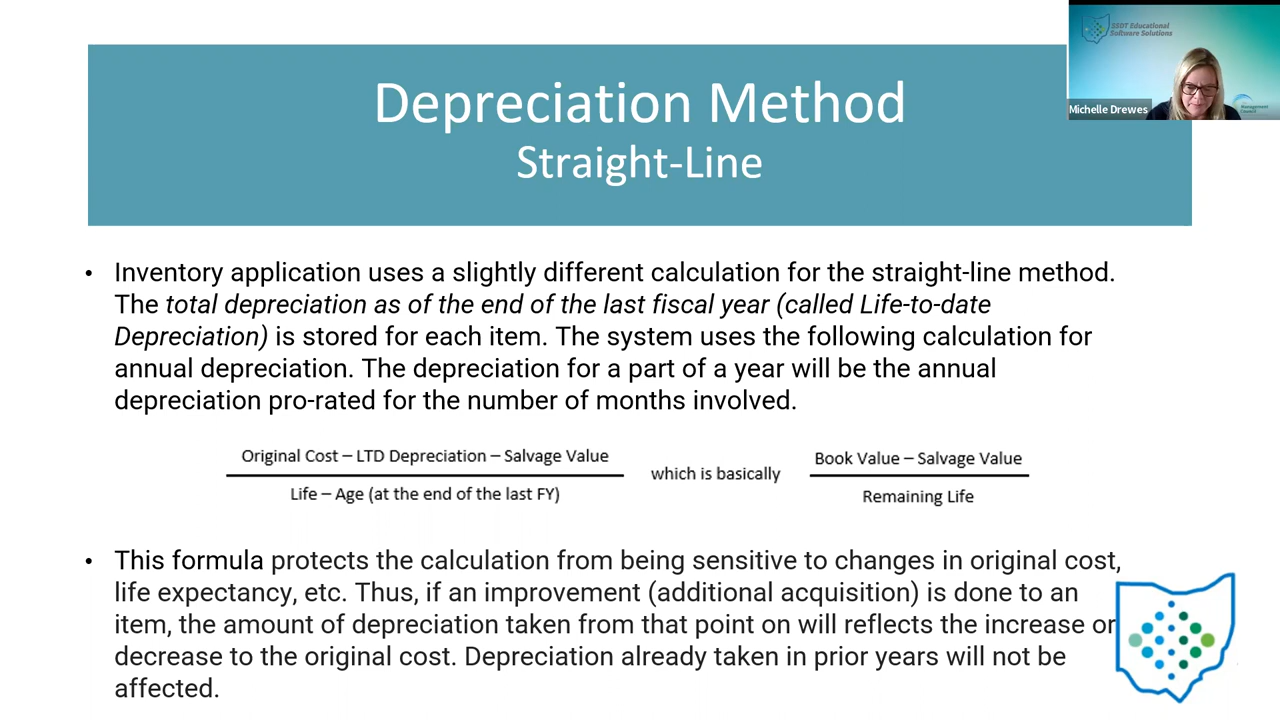 SSDT Educational
Software Solutions
Michelle Drewes
Management
Council
Depreciation Method
Straight-Line
• Inventory application uses a slightly different calculation for the straight-line method.
The total depreciation as of the end of the last fiscal year (called Life-to-date
Depreciation) is stored for each item. The system uses the following calculation for
annual depreciation. The depreciation for a part of a year will be the annual
depreciation pro-rated for the number of months involved.
Original Cost – LTD Depreciation – Salvage Value
Life – Age (at the end of the last FY)
which is basically
Book Value – Salvage Value
Remaining Life
• This formula protects the calculation from being sensitive to changes in original cost,
life expectancy, etc. Thus, if an improvement (additional acquisition) is done to an
item, the amount of depreciation taken from that point on will reflects the increase or
decrease to the original cost. Depreciation already taken in prior years will not be
affected.